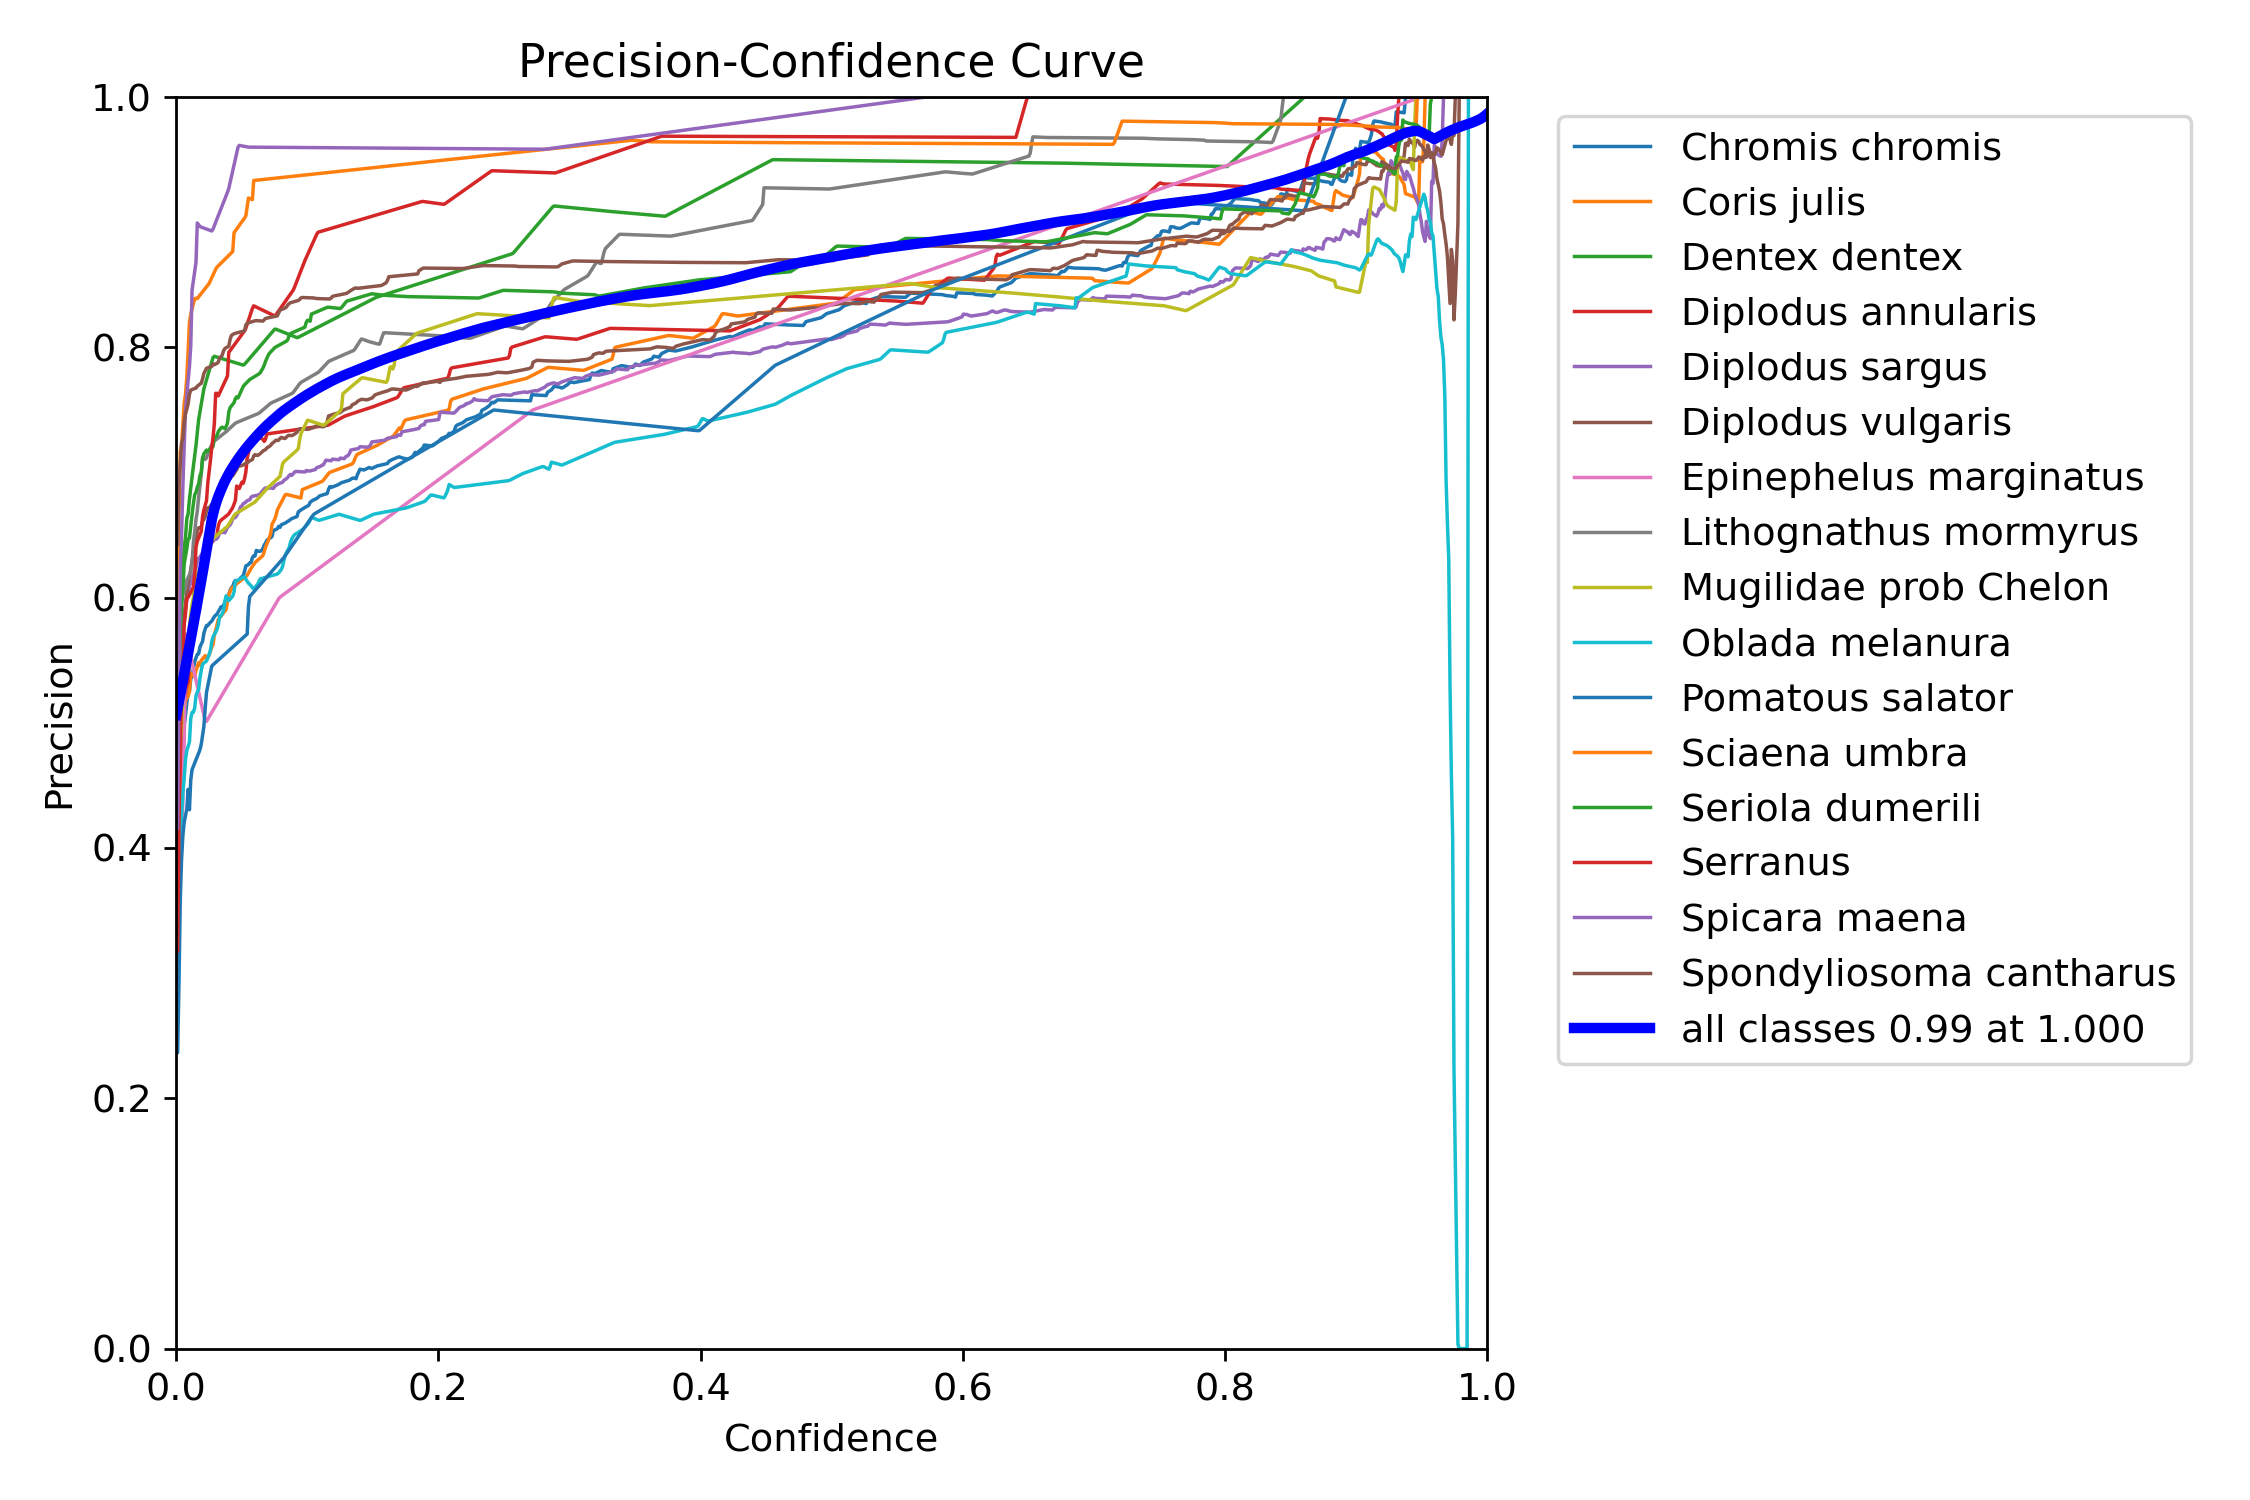 Precision-Confidence Curve
1.0
0.8
0.6
0.4
0.2
0.0
Precision
0.0 0.2 0.4 0.6 0.8 1.0
Confidence
Chromis chromis
Coris julis
Dentex dentex
Diplodus annularis
Diplodus sargus
Diplodus vulgaris
Epinephelus marginatus
Lithognathus mormyrus
Mugilidae prob Chelon
Oblada melanura
Pomatous salator
Sciaena umbra
Seriola dumerili
Serranus
Spicara maena
Spondyliosoma cantharus
all classes 0.99 at 1.000